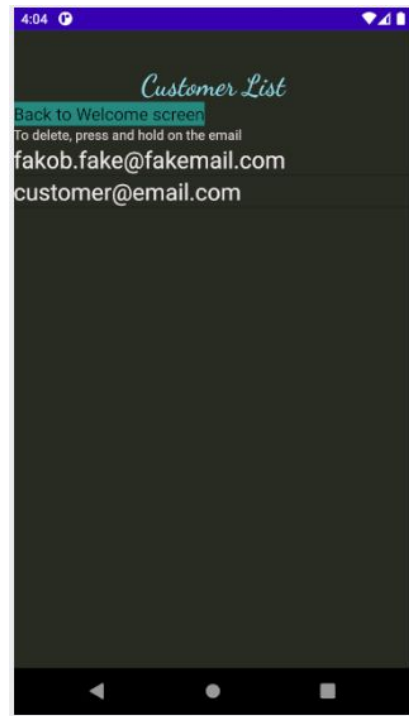 4:04
Customer List
Back to Welcome screen
To delete, press and hold on the email
fakob.fake@fakemail.com
customer@email.com